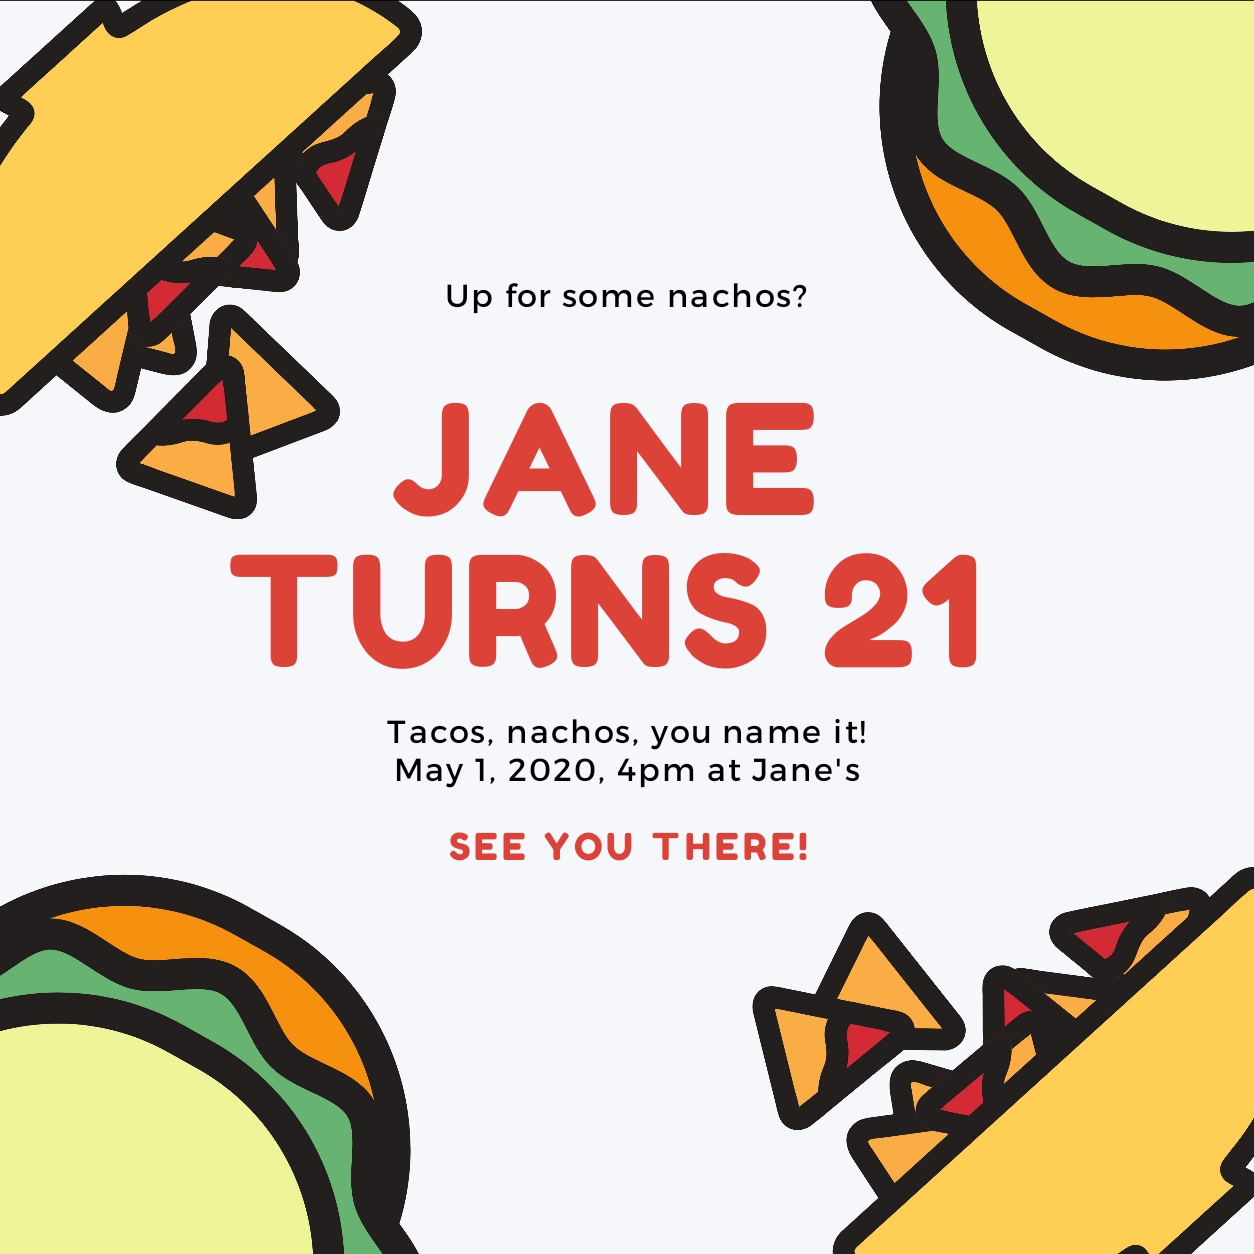 Up for some nachos?
JANE
TURNS 21
Tacos, nachos, you name it!
May 1, 2020, 4pm at Jane's
SEE YOU THERE!